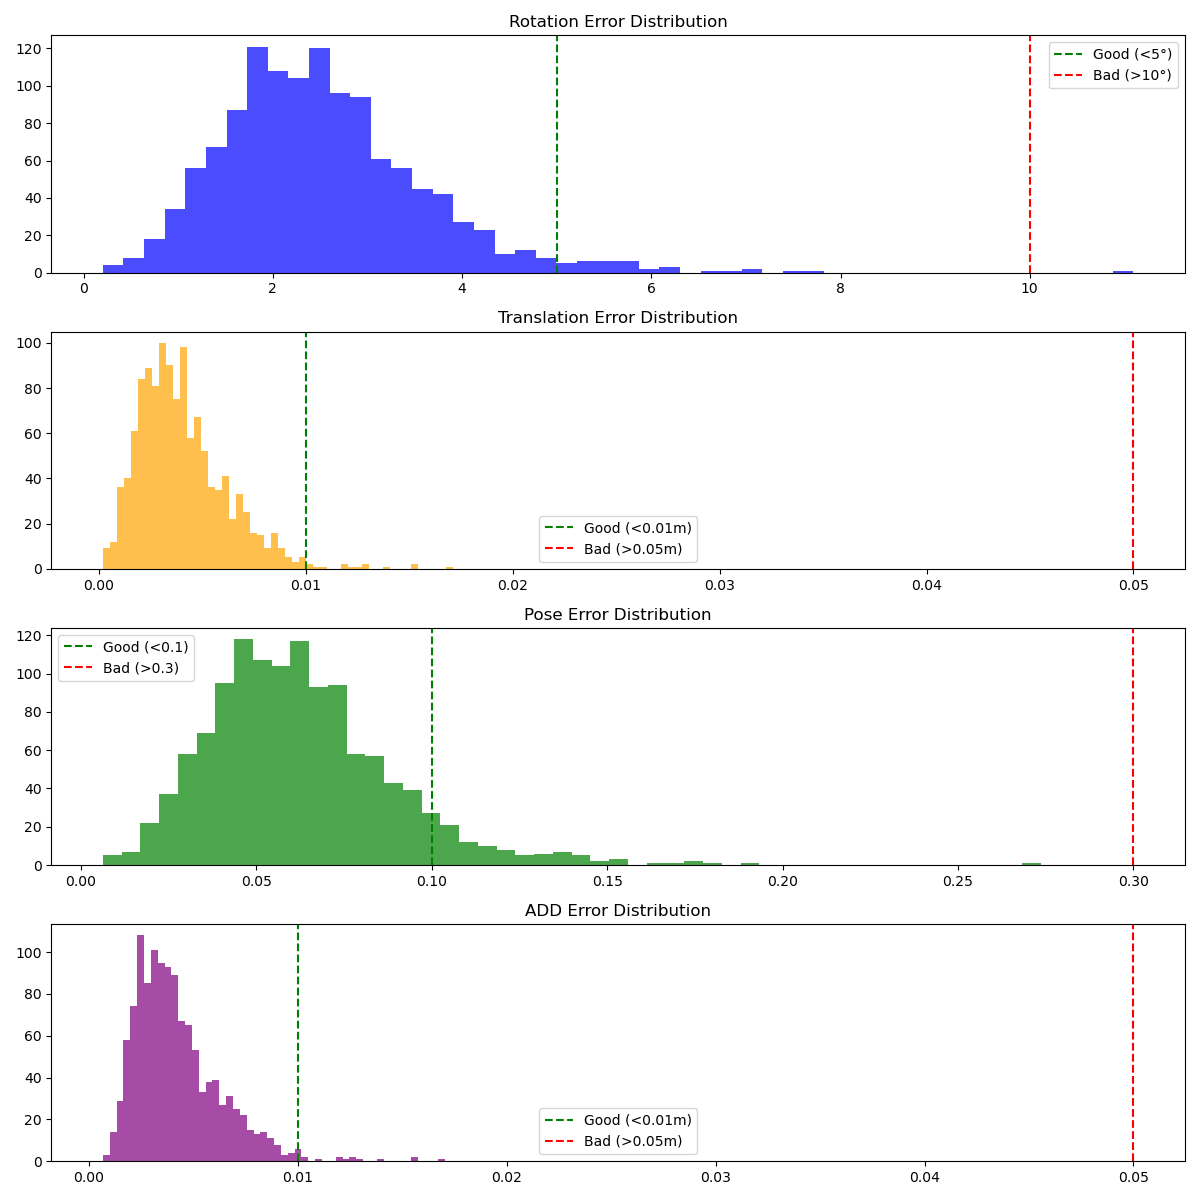 Rotation Error Distribution
120
100
80
60
40
20
0
Good (<5°)
Bad (>10°)
0 2 4 6 8 10
Translation Error Distribution
100
80
60
40
20
0
Good (<0.01m)
Bad (>0.05m)
0.00 0.01 0.02 0.03 0.04 0.05
Pose Error Distribution
120
100
80
60
40
20
0
Good (<0.1)
Bad (>0.3)
0.00 0.05 0.10 0.15 0.20 0.25 0.30
ADD Error Distribution
100
80
60
40
20
0
Good (<0.01m)
Bad (>0.05m)
0.00 0.01 0.02 0.03 0.04 0.05